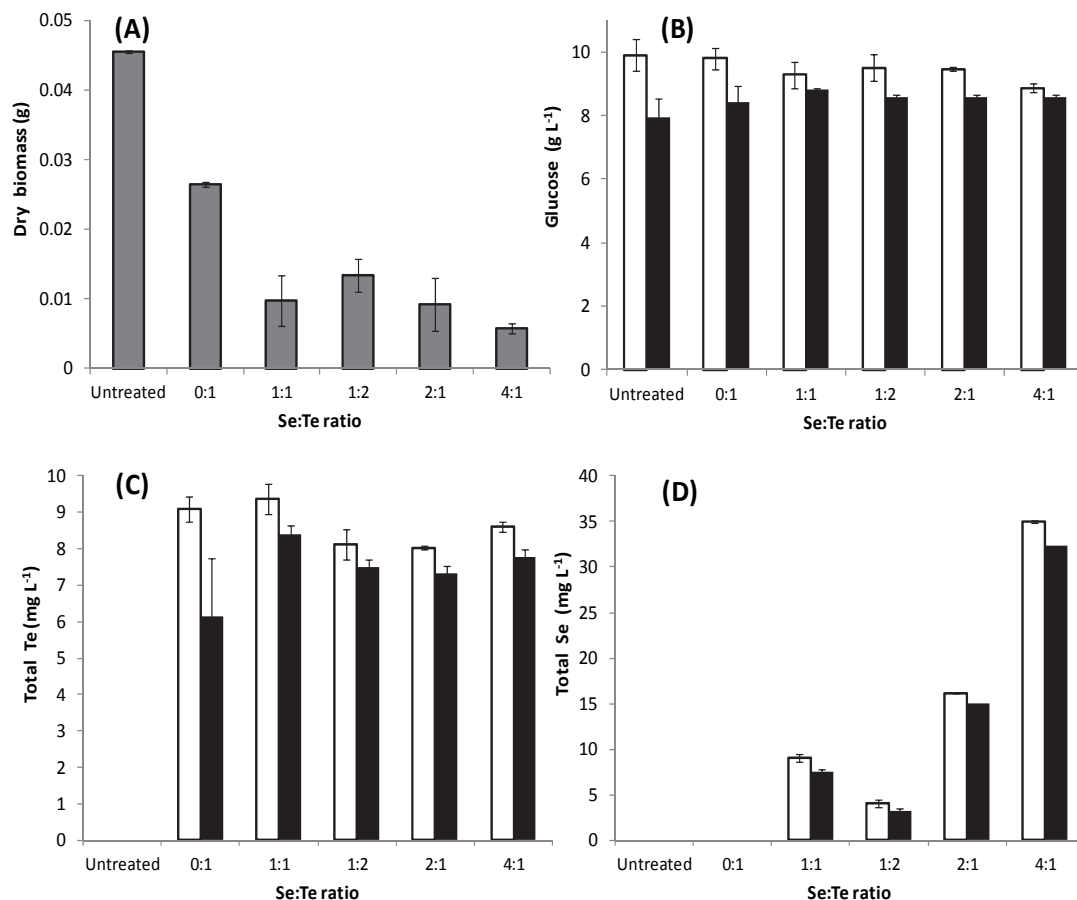 (A)
Dry biomass (g)
0.05
0.04
0.03
0.02
0.01
0
Untreated 0:1 1:1 1:2 2:1 4:1
Se:Te ratio
(B)
Glucose (g L-1)
10
8
6
4
2
0
Untreated 0:1 1:1 1:2 2:1 4:1
Se:Te ratio
(C)
Total Te (mg L-1)
10
9
8
7
6
5
4
3
2
1
0
Untreated 0:1 1:1 1:2 2:1 4:1
Se:Te ratio
(D)
Total Se (mg L-1)
40
35
30
25
20
15
10
5
0
Untreated 0:1 1:1 1:2 2:1 4:1
Se:Te ratio